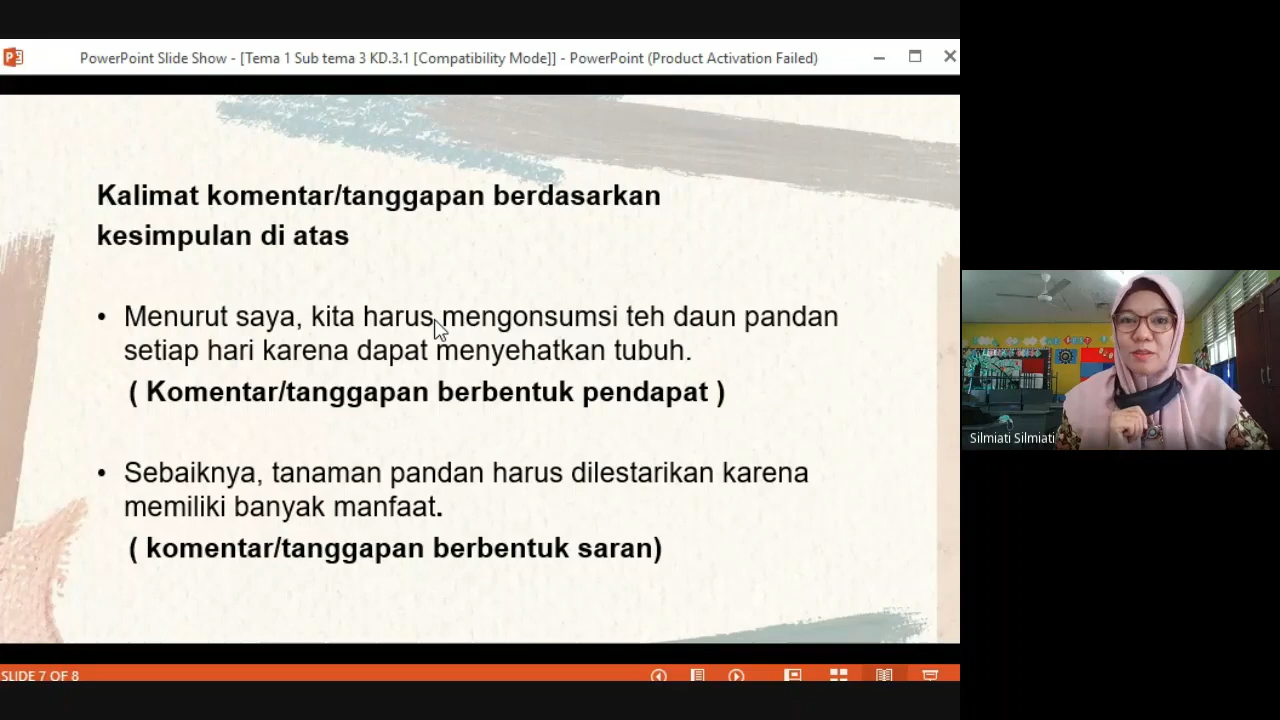 PowerPoint Slide Show - [Tema 1 Sub tema 3 KD.3.1 [Compatibility Mode]] - PowerPoint (Product Activation Failed)
Kalimat komentar/tanggapan berdasarkan
kesimpulan di atas
• Menurut saya, kita harus mengonsumsi teh daun pandan
setiap hari karena dapat menyehatkan tubuh.
( Komentar/tanggapan berbentuk pendapat )
• Sebaiknya, tanaman pandan harus dilestarikan karena
memiliki banyak manfaat.
( komentar/tanggapan berbentuk saran)
SLIDE 7 OF 8
Silmiati Silmiati